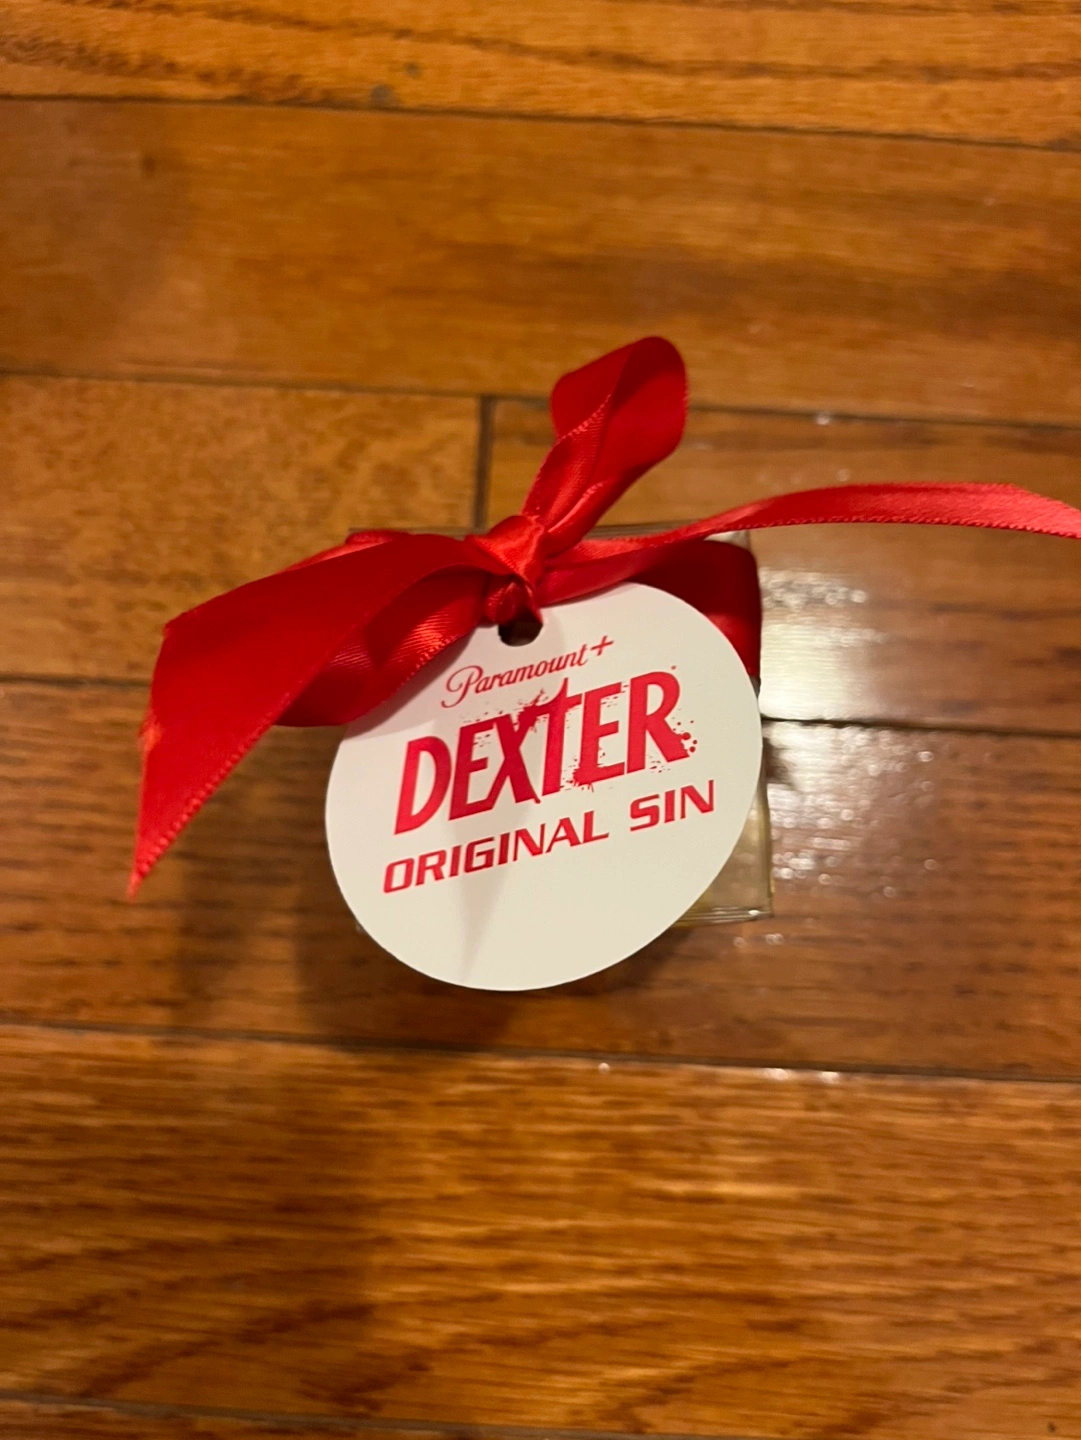 Paramount+
DEXTER
ORIGINAL SIN